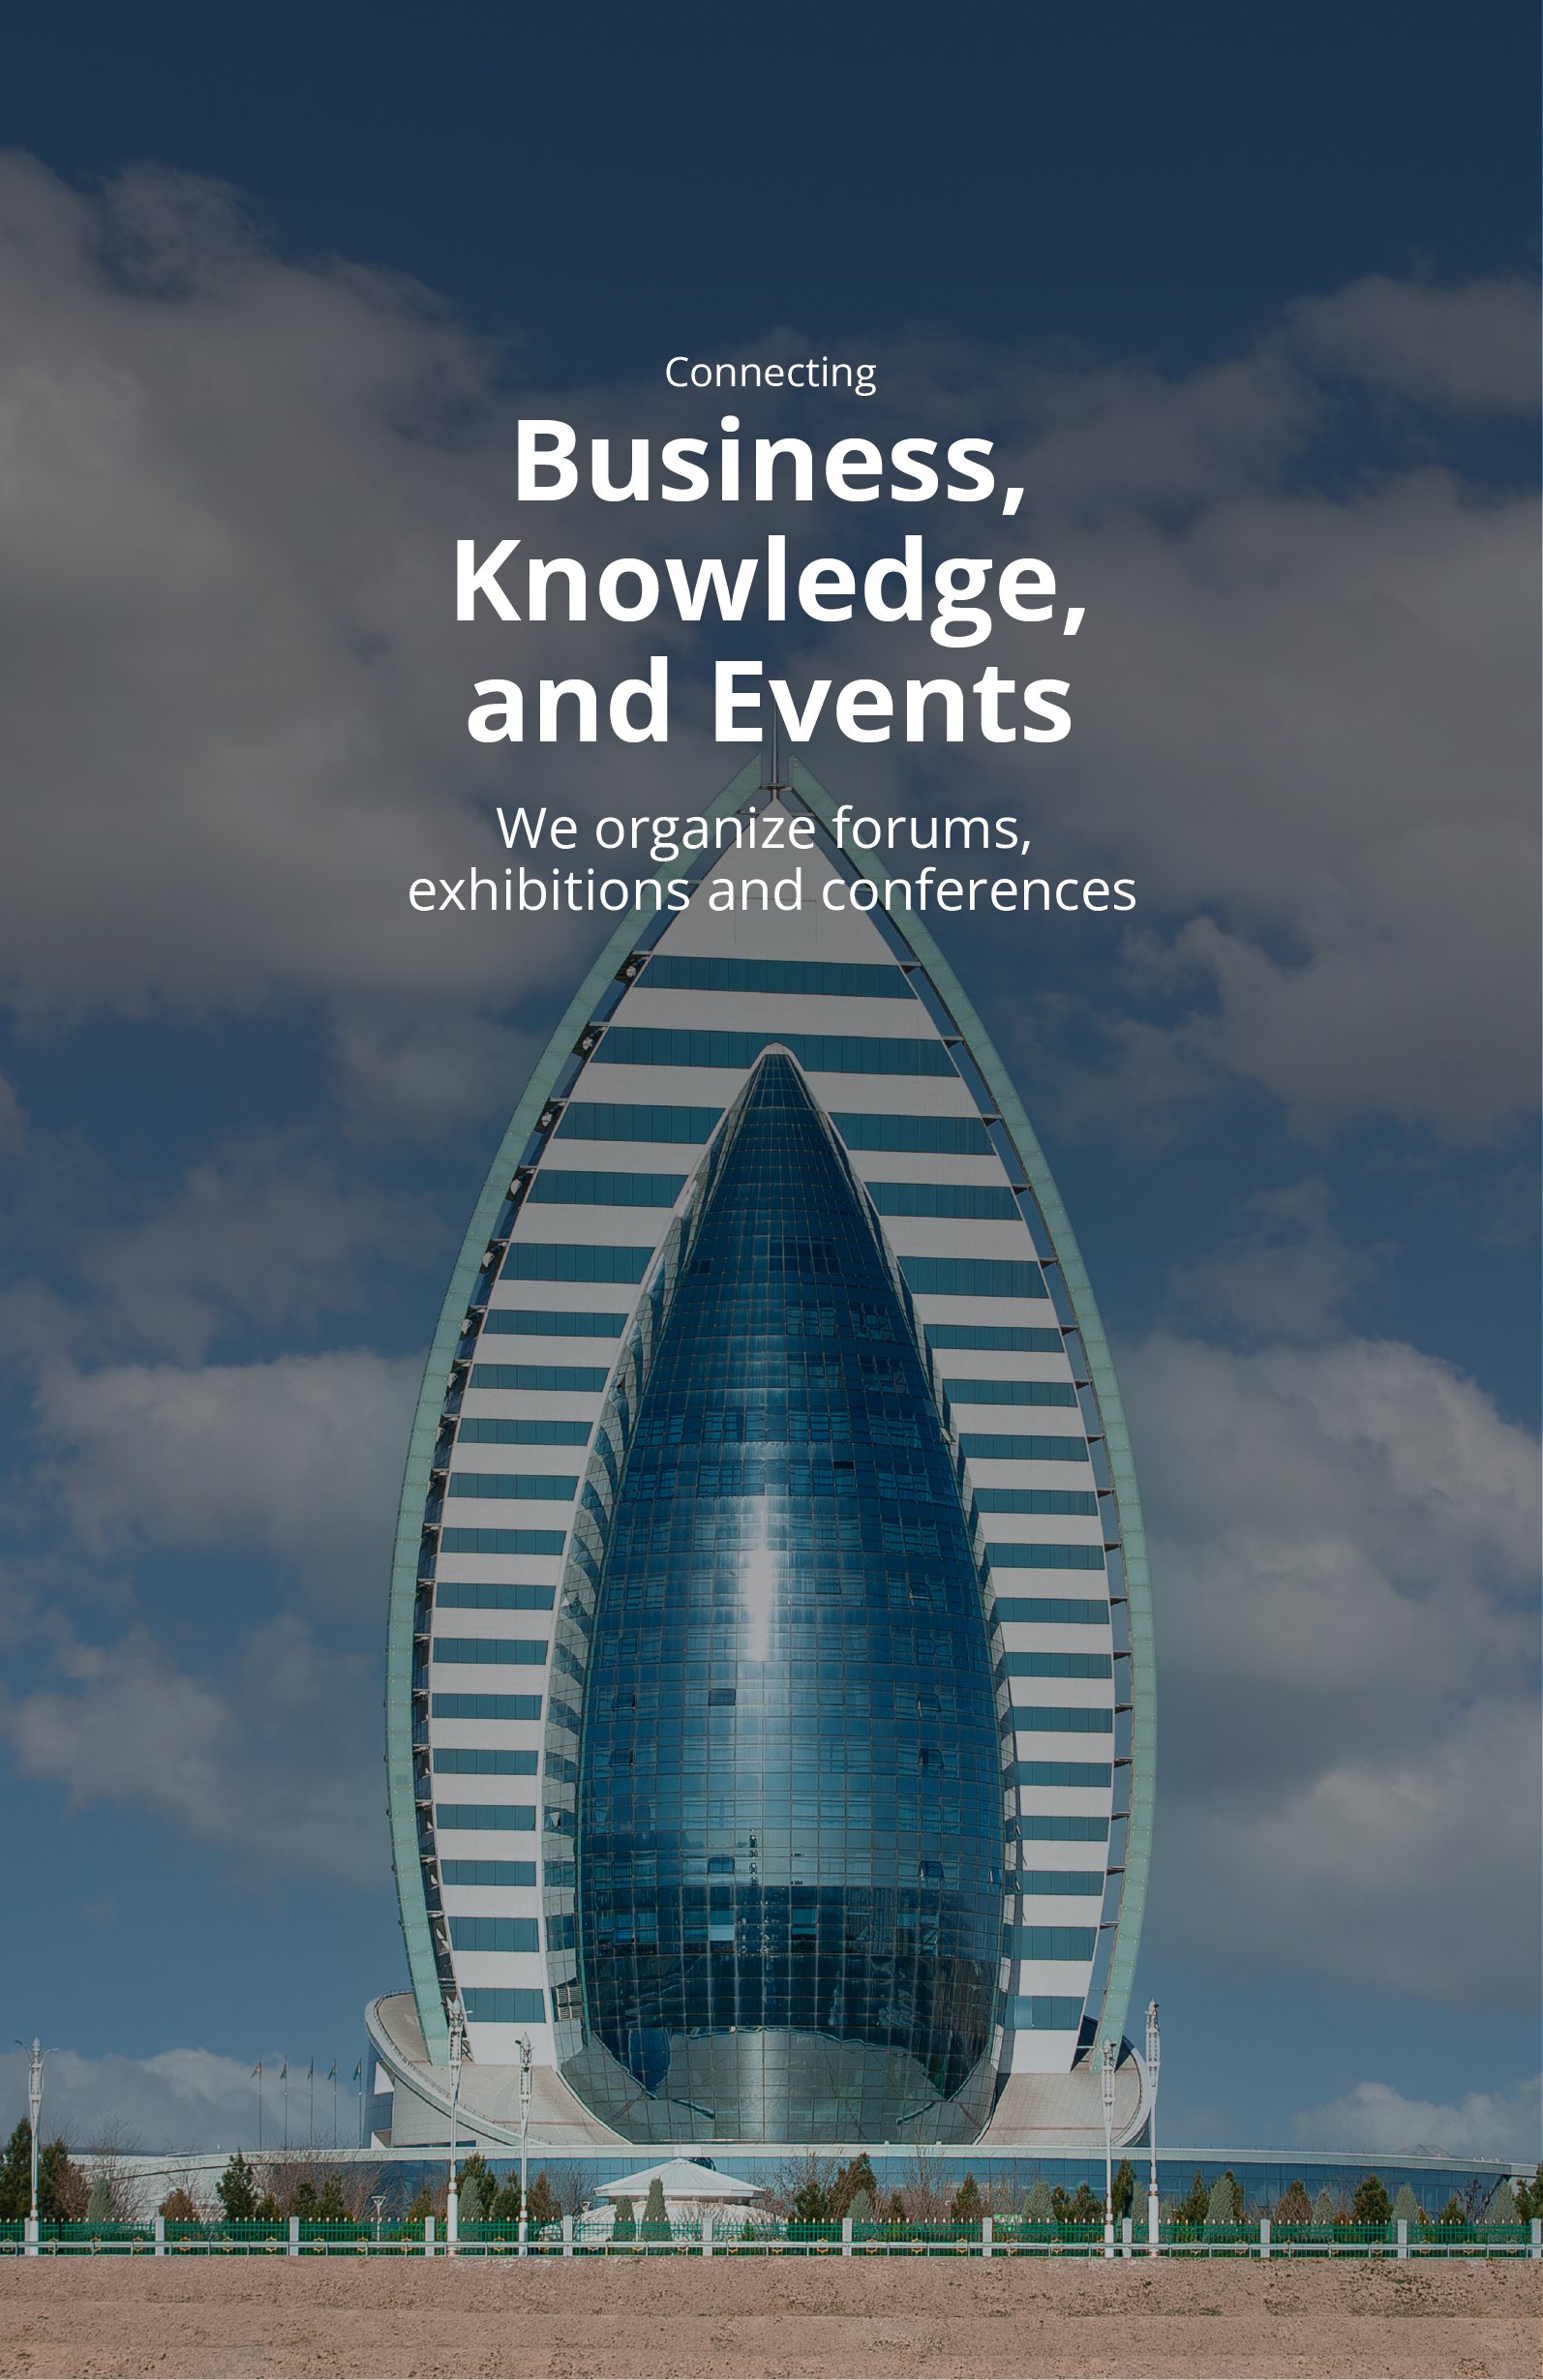 Connecting
Business,
Knowledge,
and Events
We organize forums,
exhibitions and conferences